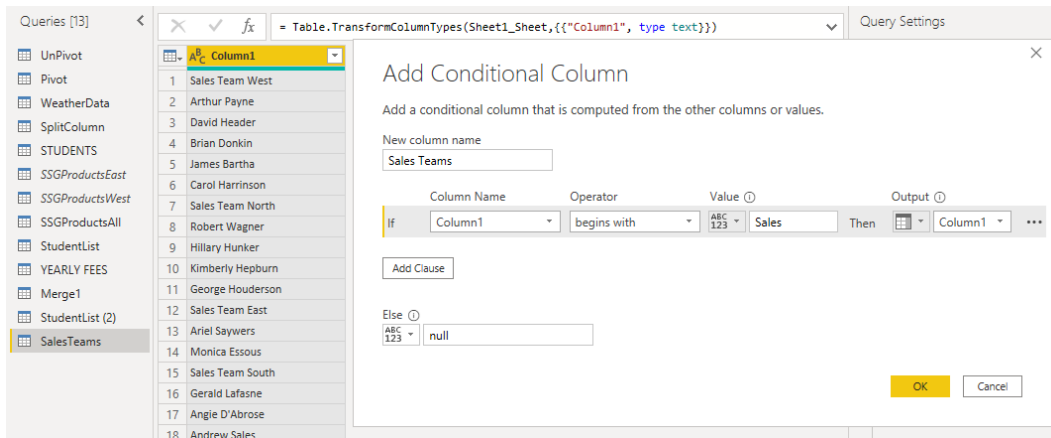 Queries [13]
UnPivot
Pivot
WeatherData
SplitColumn
STUDENTS
SSGProductsEast
SSGProductsWest
SSGProductsAll
StudentList
YEARLY FEES
Merge1
StudentList (2)
SalesTeams
fx = Table.TransformColumnTypes(Sheet1_Sheet,{{"Column1", type text}})
Query Settings
ABC Column1
1 Sales Team West
2 Arthur Payne
3 David Header
4 Brian Donkin
5 James Bartha
6 Carol Harrinson
7 Sales Team North
8 Robert Wagner
9 Hillary Hunker
10 Kimberly Hepburn
11 George Houderson
12 Sales Team East
13 Ariel Saywers
14 Monica Essous
15 Sales Team South
16 Gerald Lafasne
17 Angie D'Abrose
18 Andrew Sales
Add Conditional Column
Add a conditional column that is computed from the other columns or values.
New column name
Sales Teams
Column Name Operator Value Output
If Column1 begins with ABC 123 Sales Then Column1
Add Clause
Else
ABC 123 null
OK Cancel